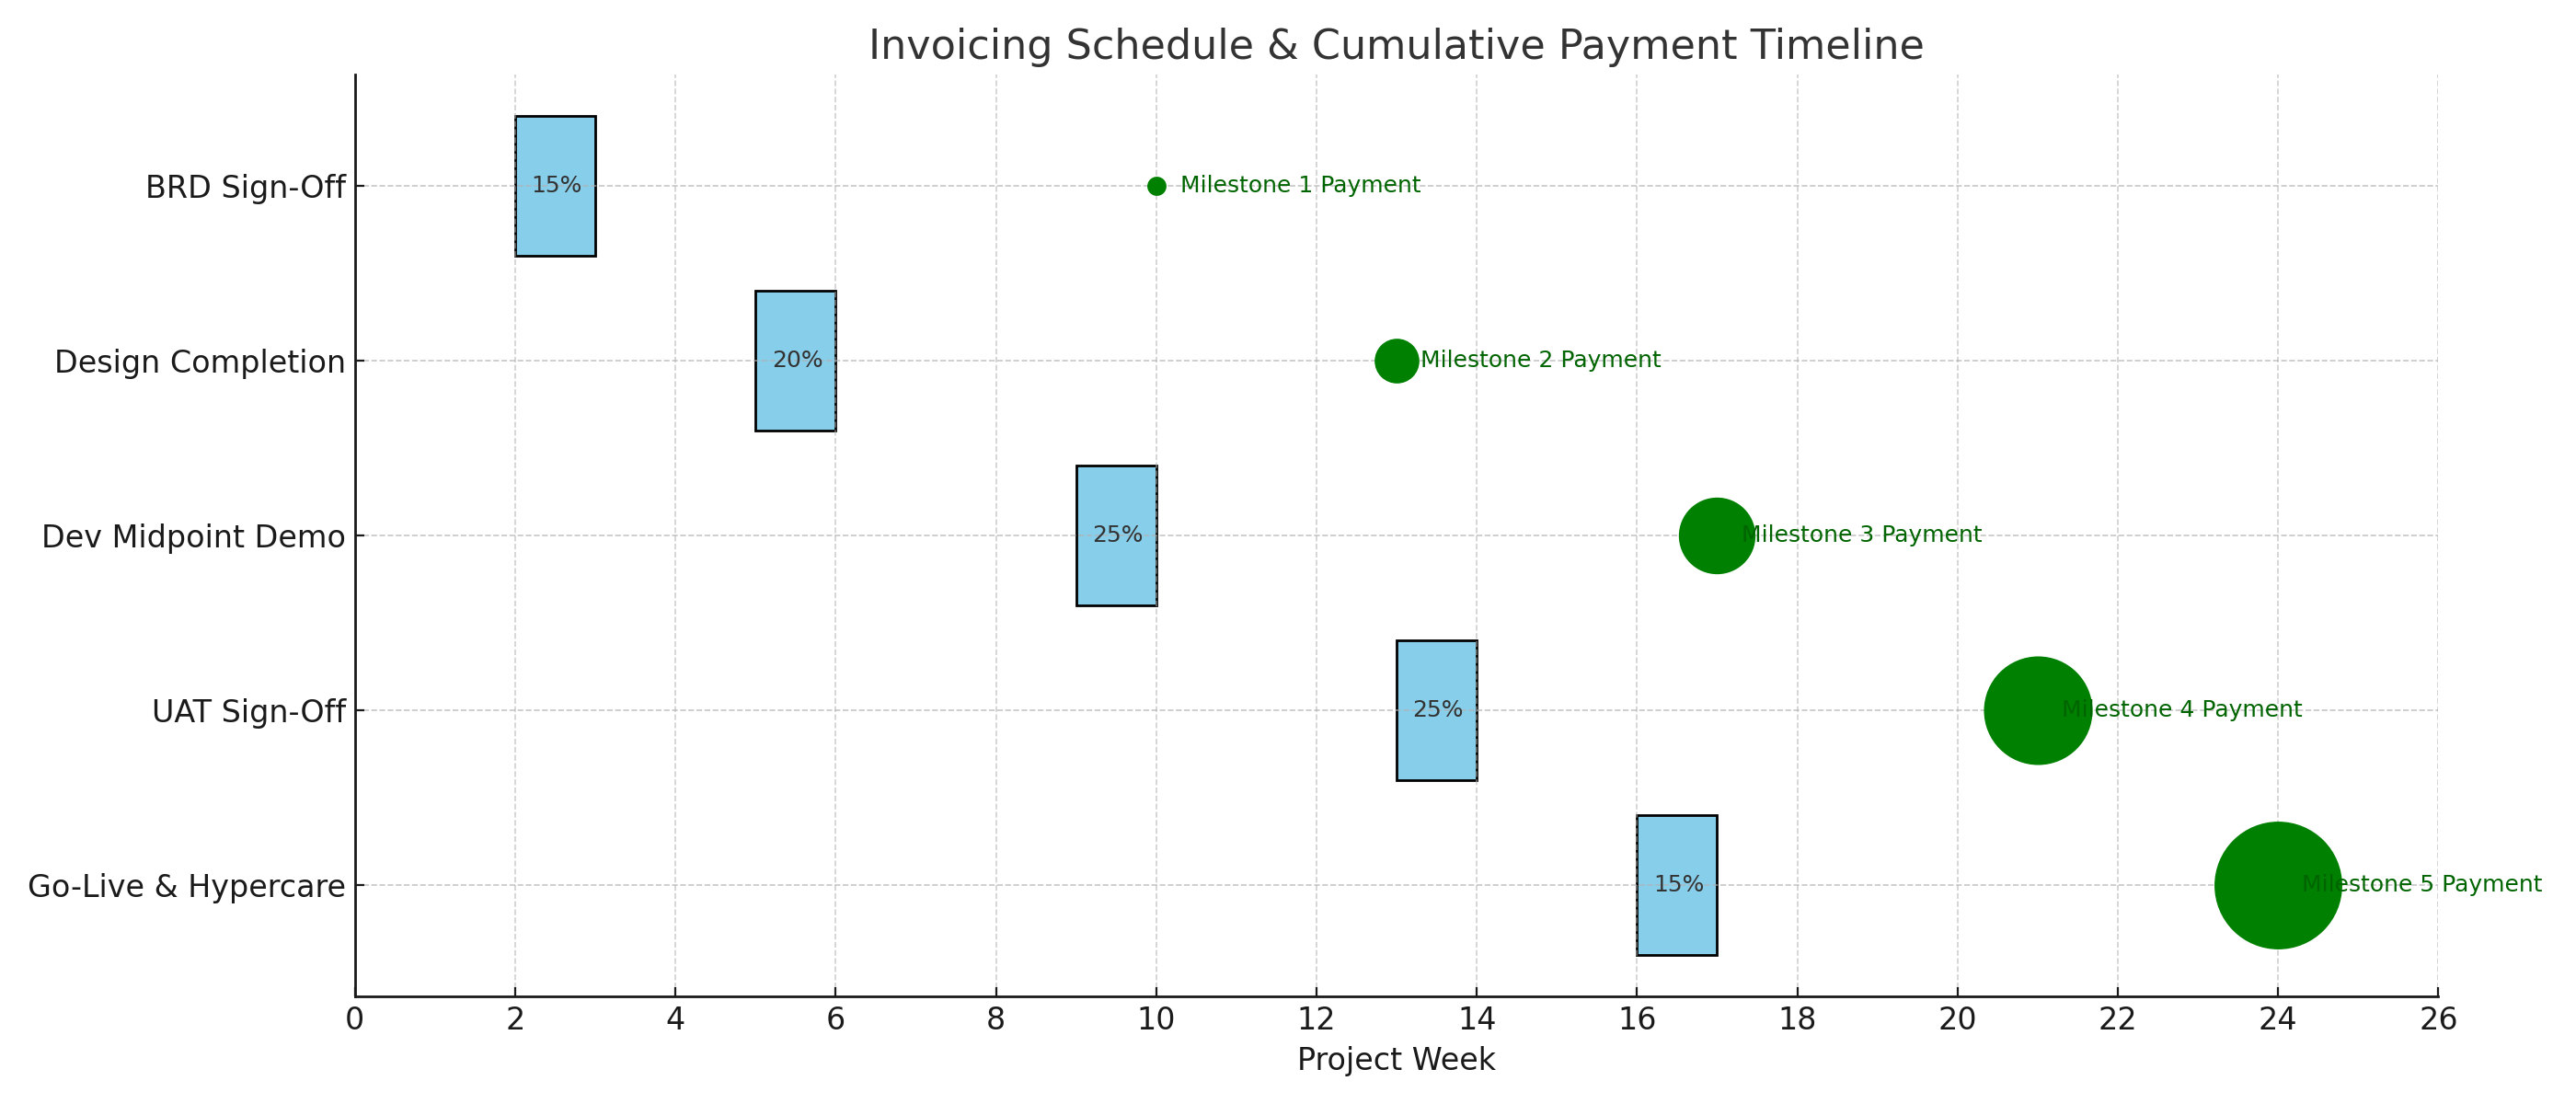 Invoicing Schedule & Cumulative Payment Timeline
BRD Sign-Off
15%
Milestone 1 Payment
Design Completion
20%
Milestone 2 Payment
Dev Midpoint Demo
25%
Milestone 3 Payment
UAT Sign-Off
25%
Milestone 4 Payment
Go-Live & Hypercare
15%
Milestone 5 Payment
0 2 4 6 8 10 12 14 16 18 20 22 24 26
Project Week